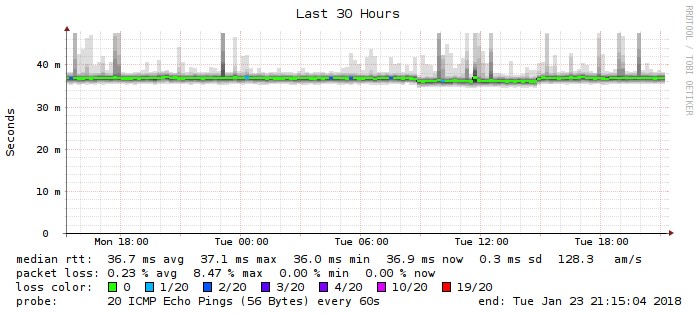 Last 30 Hours
RRDTOOL / TOBI OETIKER
Seconds
40 m
30 m
20 m
10 m
0
Mon 18:00 Tue 00:00 Tue 06:00 Tue 12:00 Tue 18:00
median rtt: 36.7 ms avg 37.1 ms max 36.0 ms min 36.9 ms now 0.3 ms sd 128.3 am/s
packet loss: 0.23 % avg 8.47 % max 0.00 % min 0.00 % now
loss color: 0 1/20 2/20 3/20 4/20 10/20 19/20
probe: 20 ICMP Echo Pings (56 Bytes) every 60s end: Tue Jan 23 21:15:04 2018